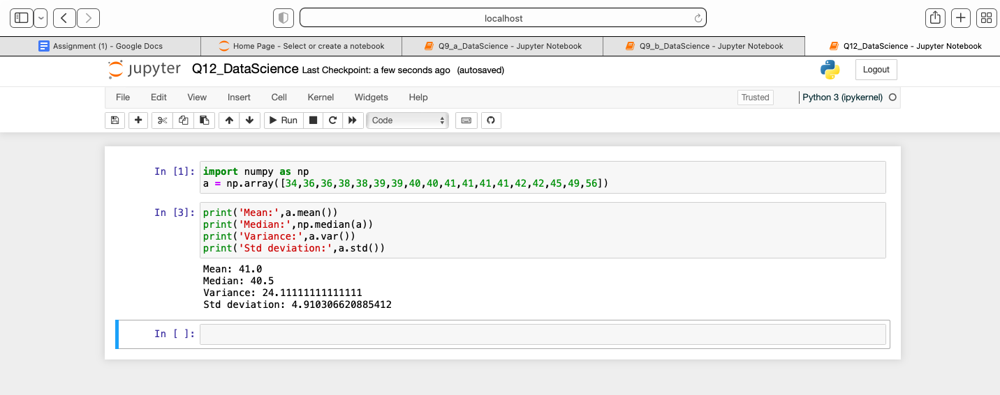 localhost
Assignment (1) - Google Docs
Home Page - Select or create a notebook
Q9_a_DataScience - Jupyter Notebook
Q9_b_DataScience - Jupyter Notebook
Q12_DataScience - Jupyter Notebook
jupyter Q12_DataScience Last Checkpoint: a few seconds ago (autosaved)
Logout
File Edit View Insert Cell Kernel Widgets Help
Trusted
Python 3 (ipykernel)
Run
Code
In [1]: import numpy as np
a = np.array([34,36,36,38,38,39,39,40,40,41,41,41,41,42,42,45,49,56])
In [3]: print('Mean:',a.mean())
print('Median:',np.median(a))
print('Variance:',a.var())
print('Std deviation:',a.std())
Mean: 41.0
Median: 40.5
Variance: 24.11111111111111
Std deviation: 4.910306620885412
In [ ]: